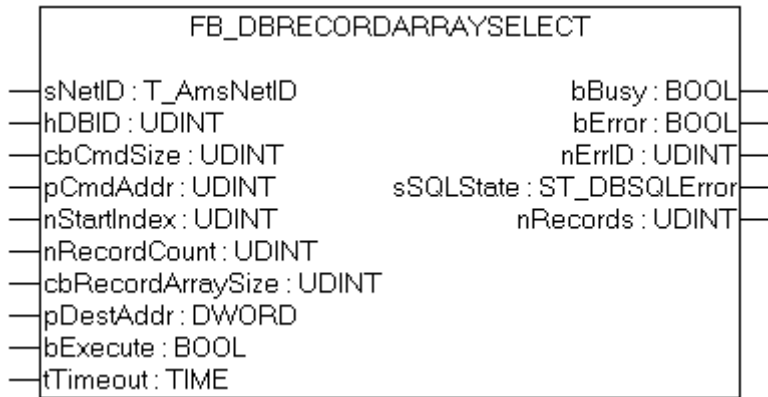 FB_DBRECORDARRAYSELECT
sNetID : T_AmsNetID bBusy : BOOL
hDBID : UDINT bError : BOOL
cbCmdSize : UDINT nErrID : UDINT
pCmdAddr : UDINT sSQLState : ST_DBSQLError
nStartIndex : UDINT nRecords : UDINT
nRecordCount : UDINT
cbRecordArraySize : UDINT
pDestAddr : DWORD
bExecute : BOOL
tTimeout : TIME